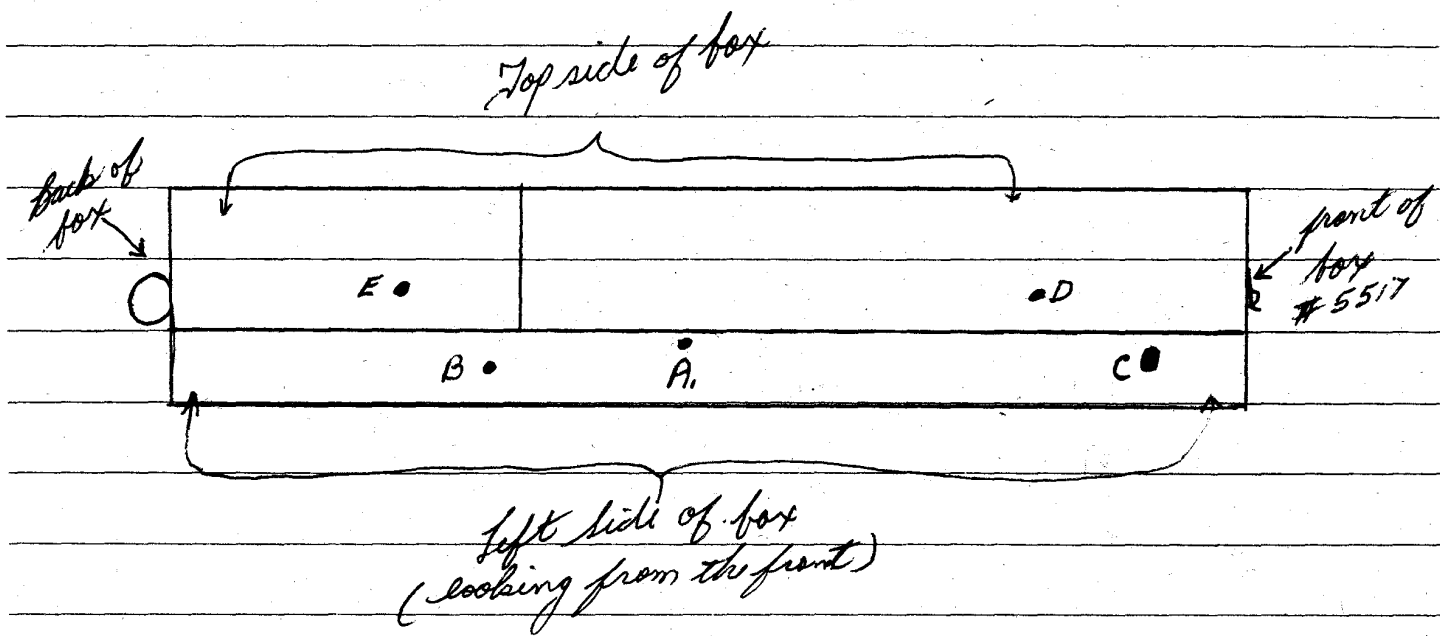 Top side of box
Back of
box
front of
box
# 5517
E
D
B
A.
C
Left side of box
(looking from the front)